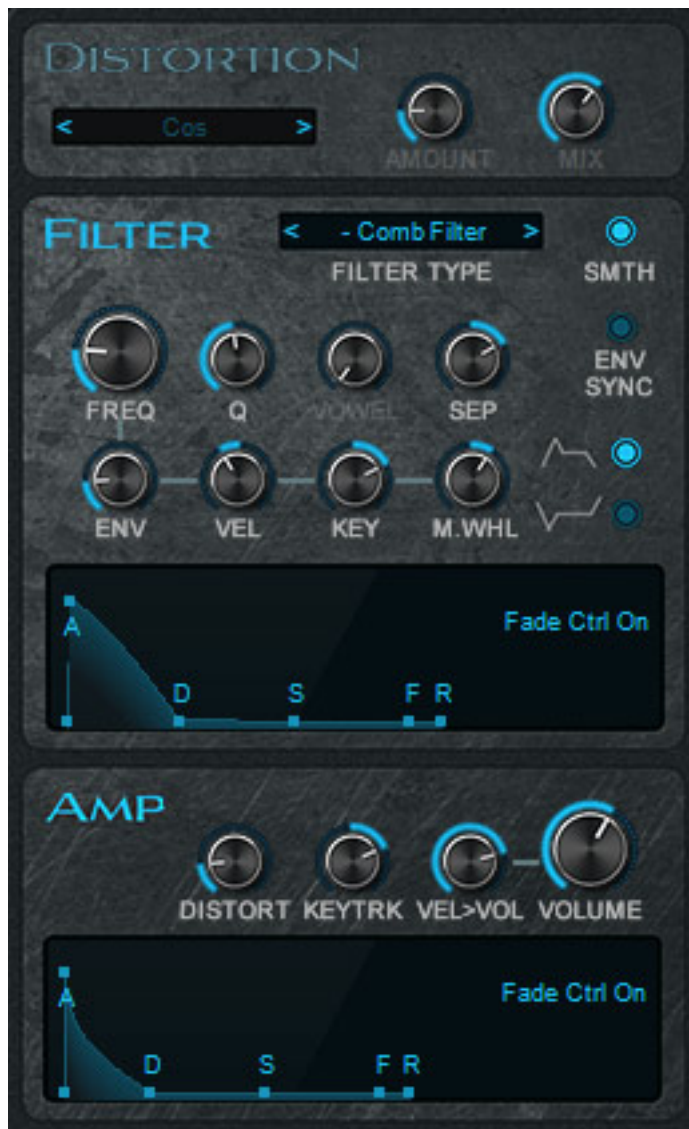 DISTORTION
< Cos >
AMOUNT MIX
FILTER
< - Comb Filter >
FILTER TYPE
SMTH
ENV
SYNC
FREQ Q VOWEL SEP
ENV VEL KEY M.WHL
Fade Ctrl On
A
D S F R
AMP
DISTORT KEYTRK VEL>VOL VOLUME
Fade Ctrl On
A
D S F R